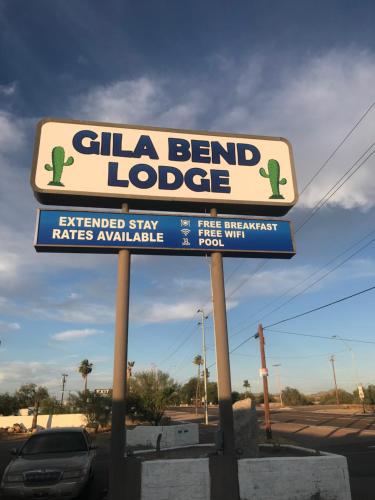 GILA BEND
LODGE
EXTENDED STAY
RATES AVAILABLE
FREE BREAKFAST
FREE WIFI
POOL